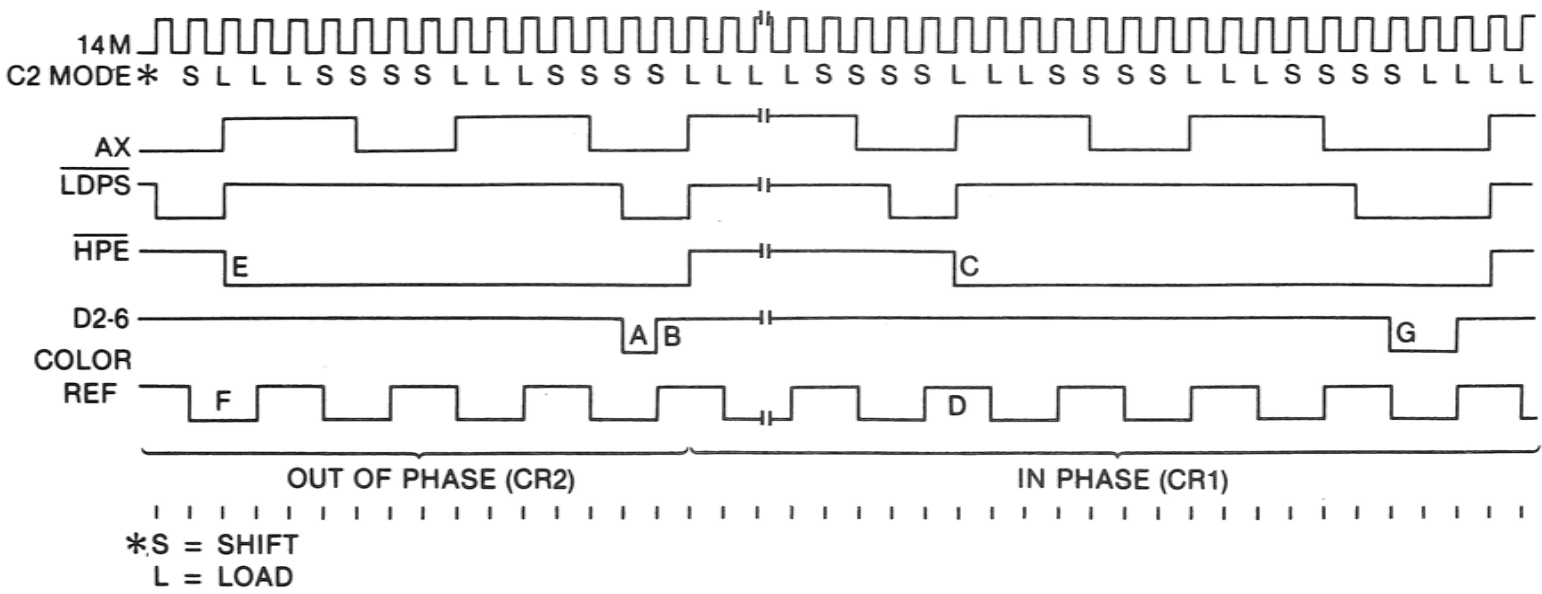 14M
C2 MODE * S L L L S S S S L L L S S S S L L L L S S S S L L L S S S S L L L S S S S L L L L
AX
LDPS
HPE E C
D2-6 A B G
COLOR
REF F D
OUT OF PHASE (CR2) IN PHASE (CR1)
*S = SHIFT
L = LOAD